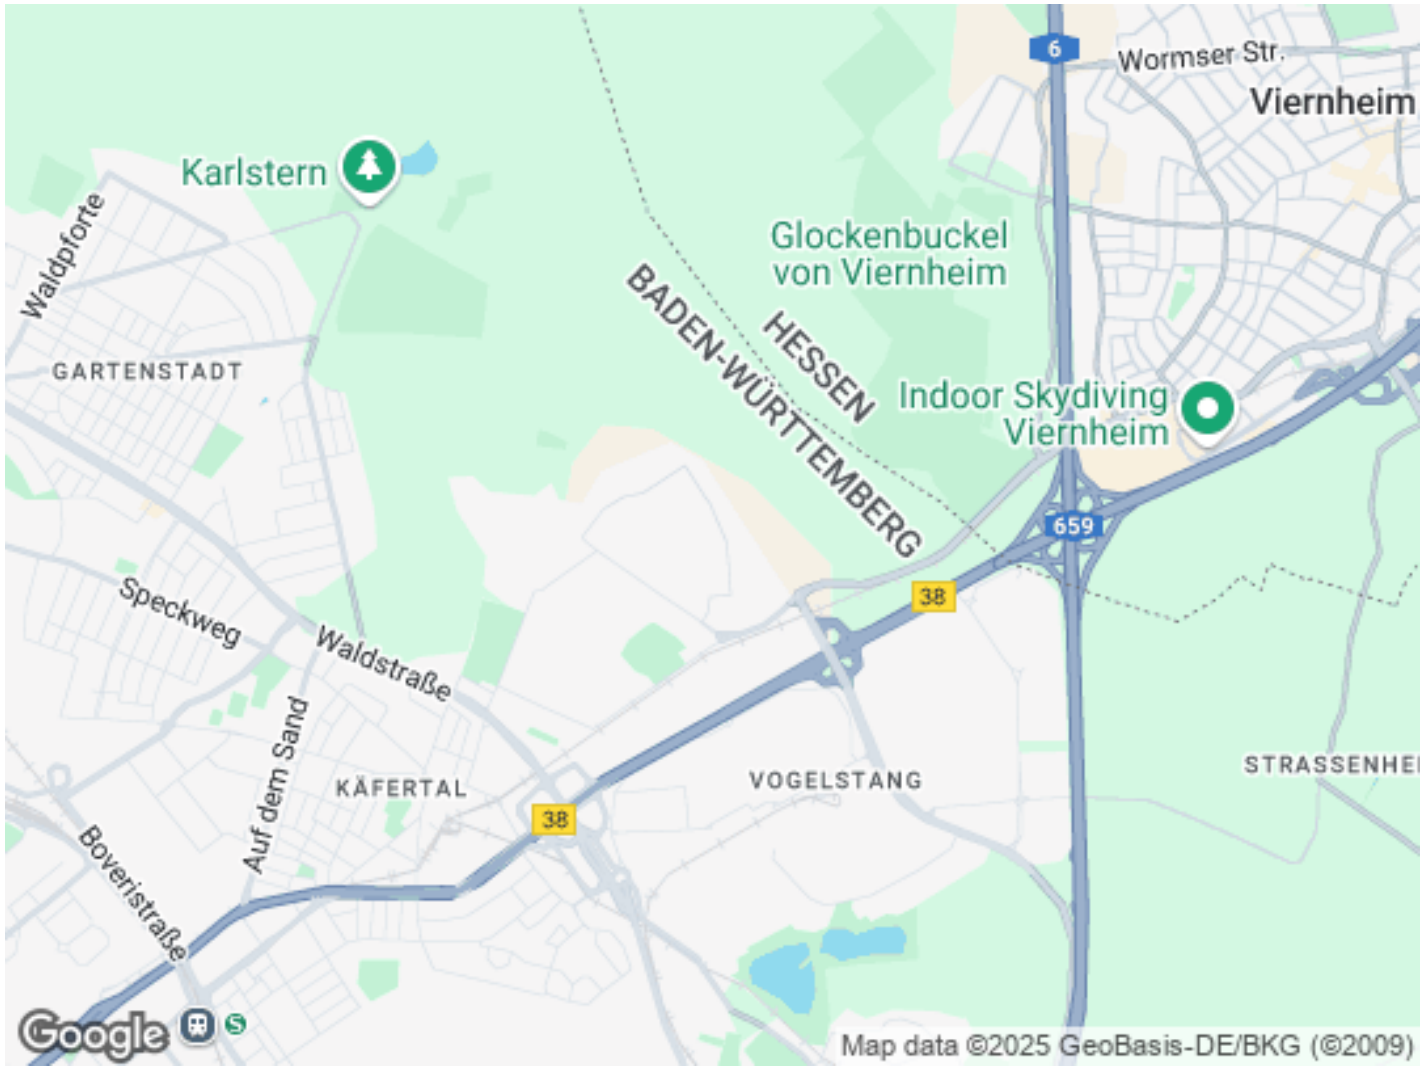 6
Wormser Str.
Viernheim
Karlstern
Waldpforte
Glockenbuckel
von Viernheim
BADEN-WÜRTTEMBERG
HESSEN
GARTENSTADT
Indoor Skydiving
Viernheim
659
38
Speckweg
Waldstraße
Auf dem Sand
KÄFERTAL
VOGELSTANG
STRASSENHEI
38
Boveristraße
Google
S
Map data ©2025 GeoBasis-DE/BKG (©2009)